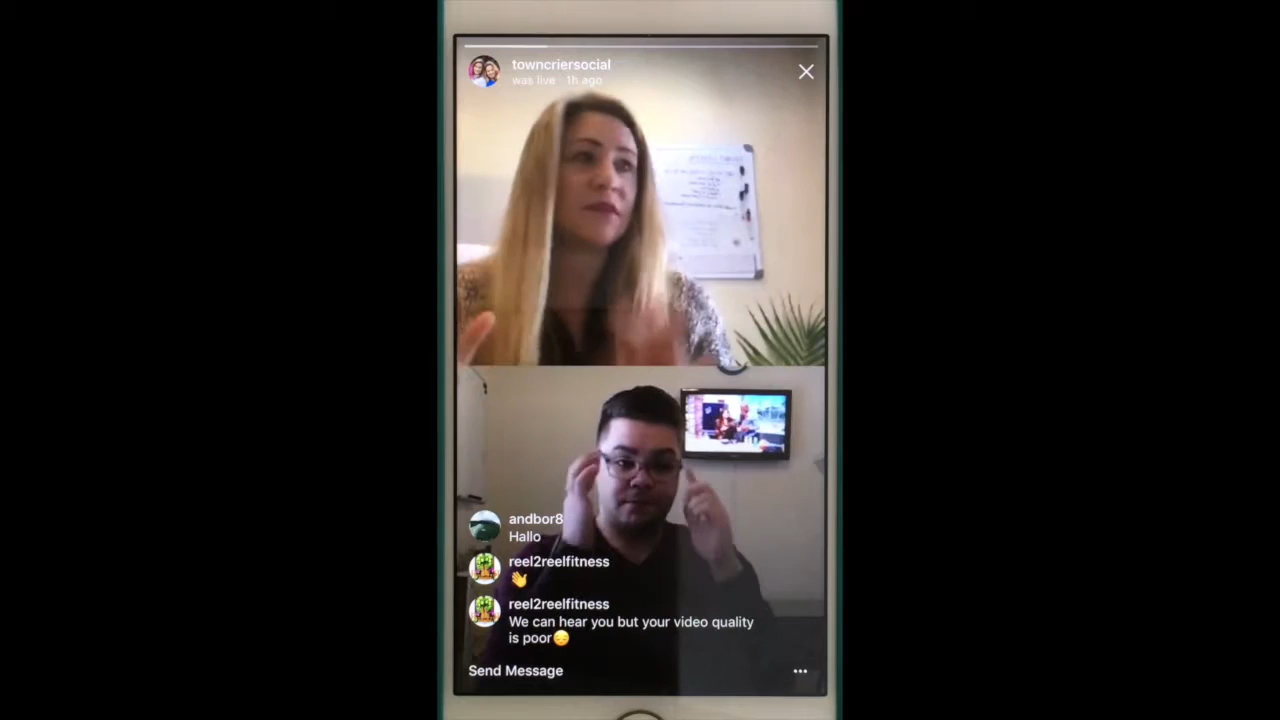 towncriersocial
was live · 1h ago
andbor8
Hallo
reel2reelfitness
👋
reel2reelfitness
We can hear you but your video quality
is poor😔
Send Message